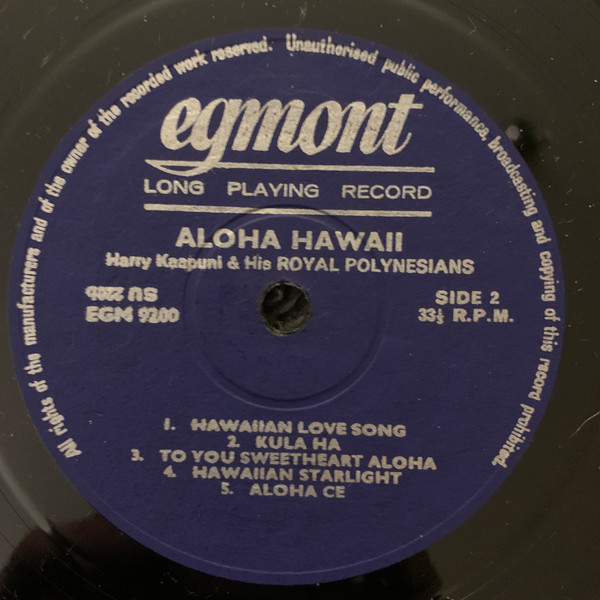 All rights of the manufacturers and of the owner of the recorded work reserved. Unauthorised public performance, broadcasting and copying of this record prohibited.
egmont
LONG PLAYING RECORD
ALOHA HAWAII
Harry Kaapuni & His ROYAL POLYNESIANS
EGM 9200
SIDE 2
33⅓ R.P.M.
1. HAWAIIAN LOVE SONG
2. KULA HA
3. TO YOU SWEETHEART ALOHA
4. HAWAIIAN STARLIGHT
5. ALOHA CE